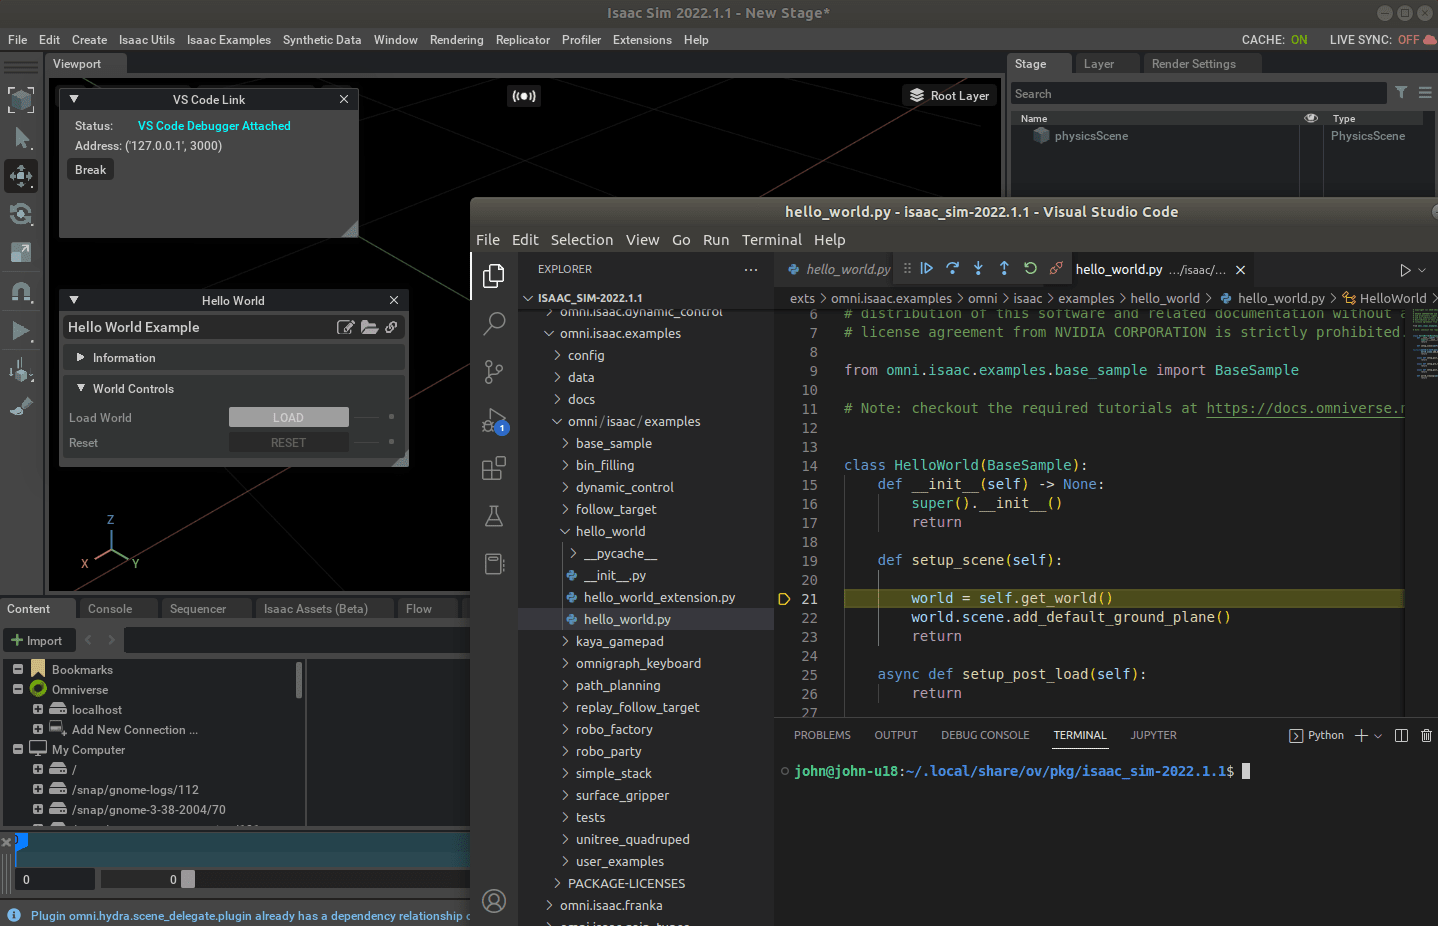 Isaac Sim 2022.1.1 - New Stage*
File Edit Create Isaac Utils Isaac Examples Synthetic Data Window Rendering Replicator Profiler Extensions Help CACHE: ON LIVE SYNC: OFF
Viewport
VS Code Link
Status: VS Code Debugger Attached
Address: ('127.0.0.1', 3000)
Break
Root Layer
Stage Layer Render Settings
Search
Name Type
physicsScene PhysicsScene
Hello World
Hello World Example
Information
World Controls
Load World LOAD
Reset RESET
Z
X Y
Content Console Sequencer Isaac Assets (Beta) Flow
Import
Bookmarks
Omniverse
localhost
Add New Connection ...
My Computer
/
/snap/gnome-logs/112
/snap/gnome-3-38-2004/70
0
0 0
Plugin omni.hydra.scene_delegate.plugin already has a dependency relationship
hello_world.py - isaac_sim-2022.1.1 - Visual Studio Code
File Edit Selection View Go Run Terminal Help
1
EXPLORER ...
ISAAC_SIM-2022.1.1
omni.isaac.dynamic_control
omni.isaac.examples
config
data
docs
omni/isaac/examples
base_sample
bin_filling
dynamic_control
follow_target
hello_world
__pycache__
__init__.py
hello_world_extension.py
hello_world.py
kaya_gamepad
omnigraph_keyboard
path_planning
replay_follow_target
robo_factory
robo_party
simple_stack
surface_gripper
tests
unitree_quadruped
user_examples
PACKAGE-LICENSES
omni.isaac.franka
hello_world.py hello_world.py .../isaac/...
exts > omni.isaac.examples > omni > isaac > examples > hello_world > hello_world.py > HelloWorld >
6 # distribution of this software and related documentation without a
7 # license agreement from NVIDIA CORPORATION is strictly prohibited.
8
9 from omni.isaac.examples.base_sample import BaseSample
10
11 # Note: checkout the required tutorials at https://docs.omniverse.n
12
13
14 class HelloWorld(BaseSample):
15 def __init__(self) -> None:
16 super().__init__()
17 return
18
19 def setup_scene(self):
20
21 world = self.get_world()
22 world.scene.add_default_ground_plane()
23 return
24
25 async def setup_post_load(self):
26 return
27
PROBLEMS OUTPUT DEBUG CONSOLE TERMINAL JUPYTER Python
john@john-u18:~/.local/share/ov/pkg/isaac_sim-2022.1.1$